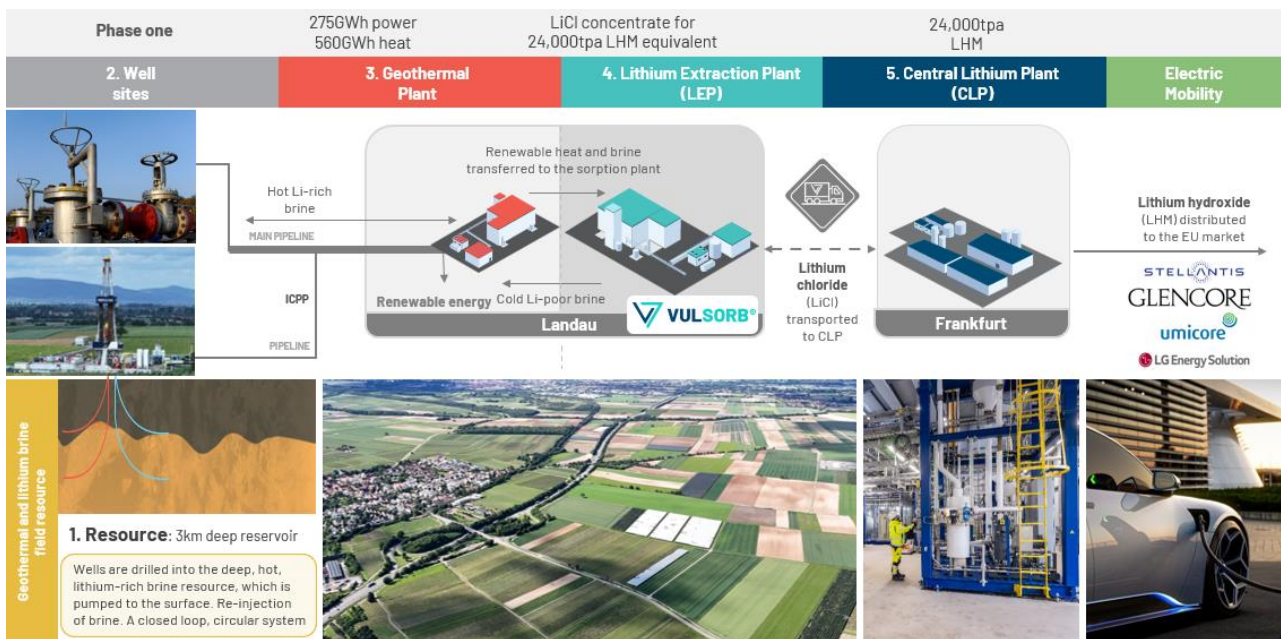 Phase one
275GWh power
560GWh heat
LiCl concentrate for
24,000tpa LHM equivalent
24,000tpa
LHM
2. Well
sites
3. Geothermal
Plant
4. Lithium Extraction Plant
(LEP)
5. Central Lithium Plant
(CLP)
Electric
Mobility
Renewable heat and brine
transferred to the sorption plant
Hot Li-rich
brine
MAIN PIPELINE
ICPP
PIPELINE
Renewable energy
Cold Li-poor brine
VULSORB®
Landau
Lithium
chloride
(LiCl)
transported
to CLP
Frankfurt
Lithium hydroxide
(LHM) distributed
to the EU market
STELLANTIS
GLENCORE
umicore
LG Energy Solution
Geothermal and lithium brine
field resource
1. Resource: 3km deep reservoir
Wells are drilled into the deep, hot,
lithium-rich brine resource, which is
pumped to the surface. Re-injection
of brine. A closed loop, circular system